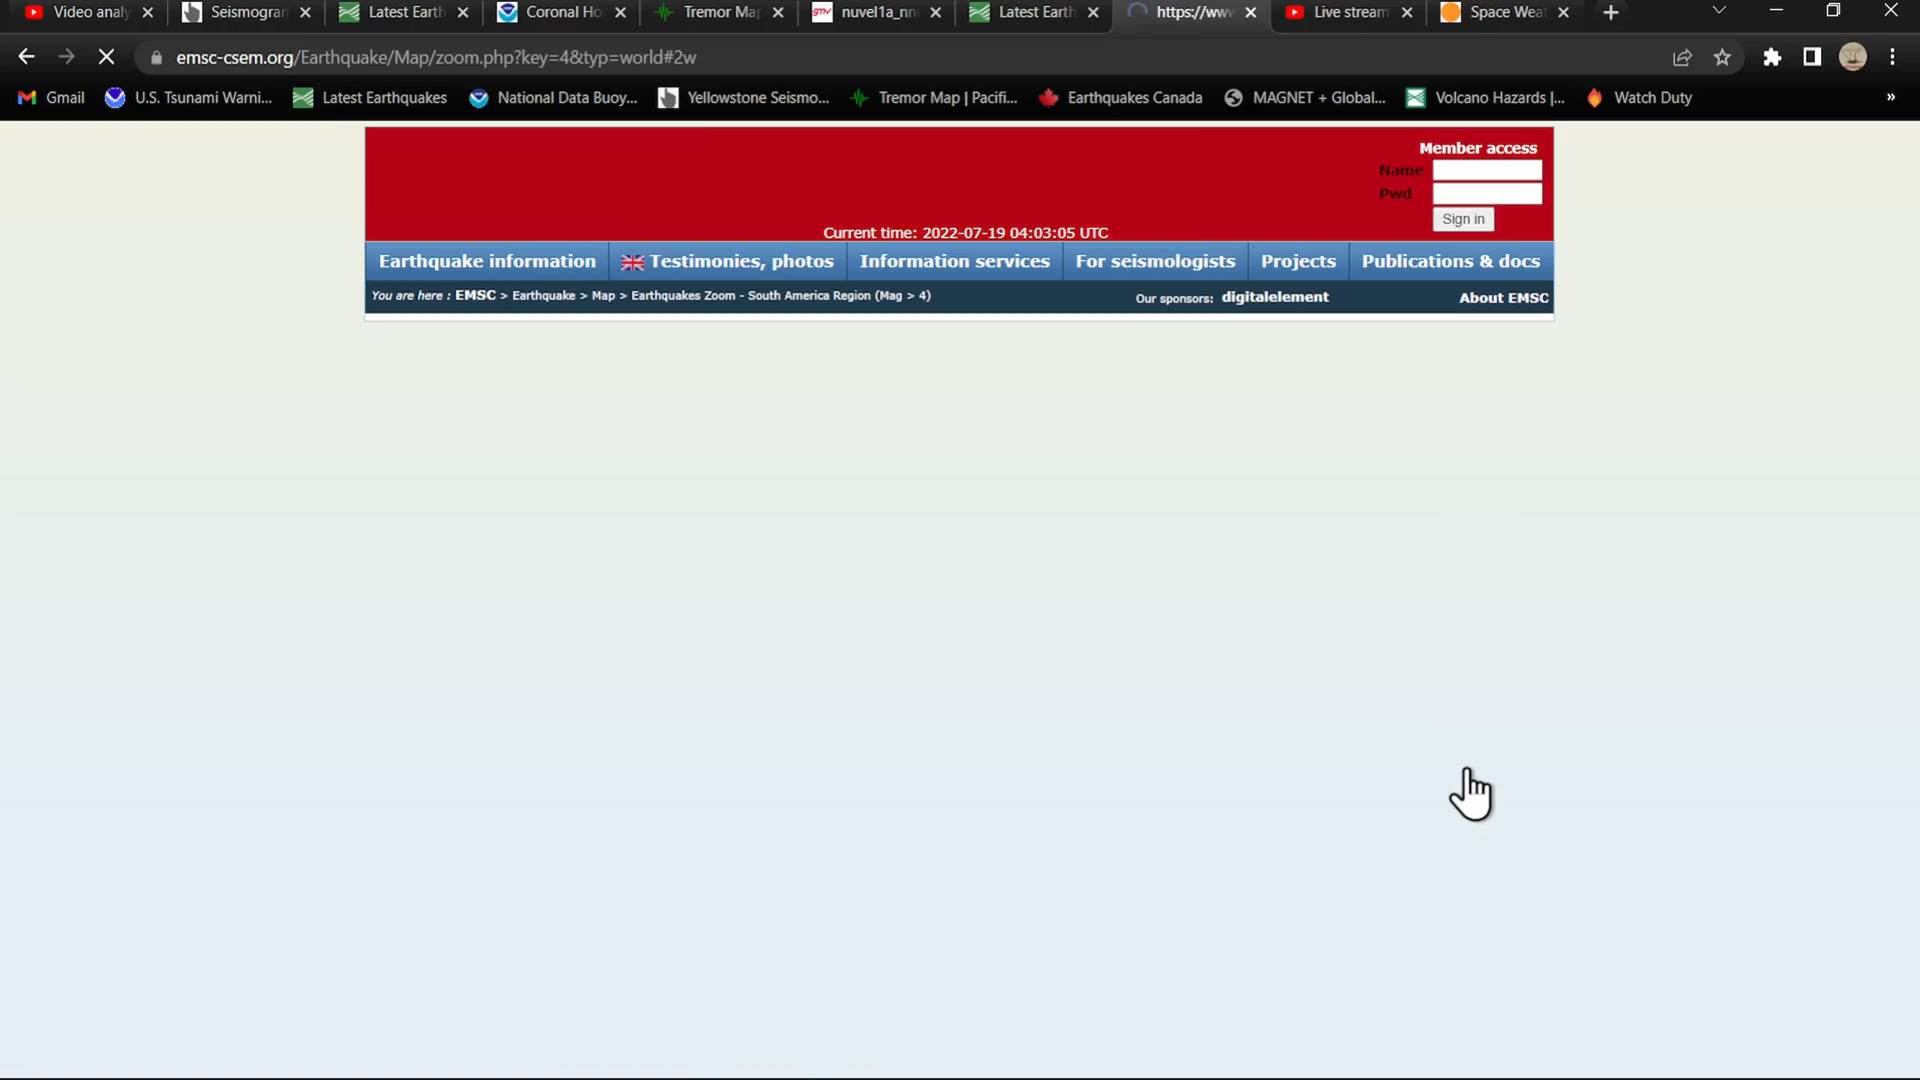 Video analy Seismogran Latest Earth Coronal Ho Tremor Map nuvel1a_nn Latest Earth https://www Live stream Space Weat
emsc-csem.org/Earthquake/Map/zoom.php?key=4&typ=world#2w
Gmail U.S. Tsunami Warni... Latest Earthquakes National Data Buoy... Yellowstone Seismo... Tremor Map | Pacifi... Earthquakes Canada MAGNET + Global... Volcano Hazards |... Watch Duty »
Member access
Name
Pwd
Sign in
Current time: 2022-07-19 04:03:05 UTC
Earthquake information Testimonies, photos Information services For seismologists Projects Publications & docs
You are here : EMSC > Earthquake > Map > Earthquakes Zoom - South America Region (Mag > 4) Our sponsors: digitalelement About EMSC